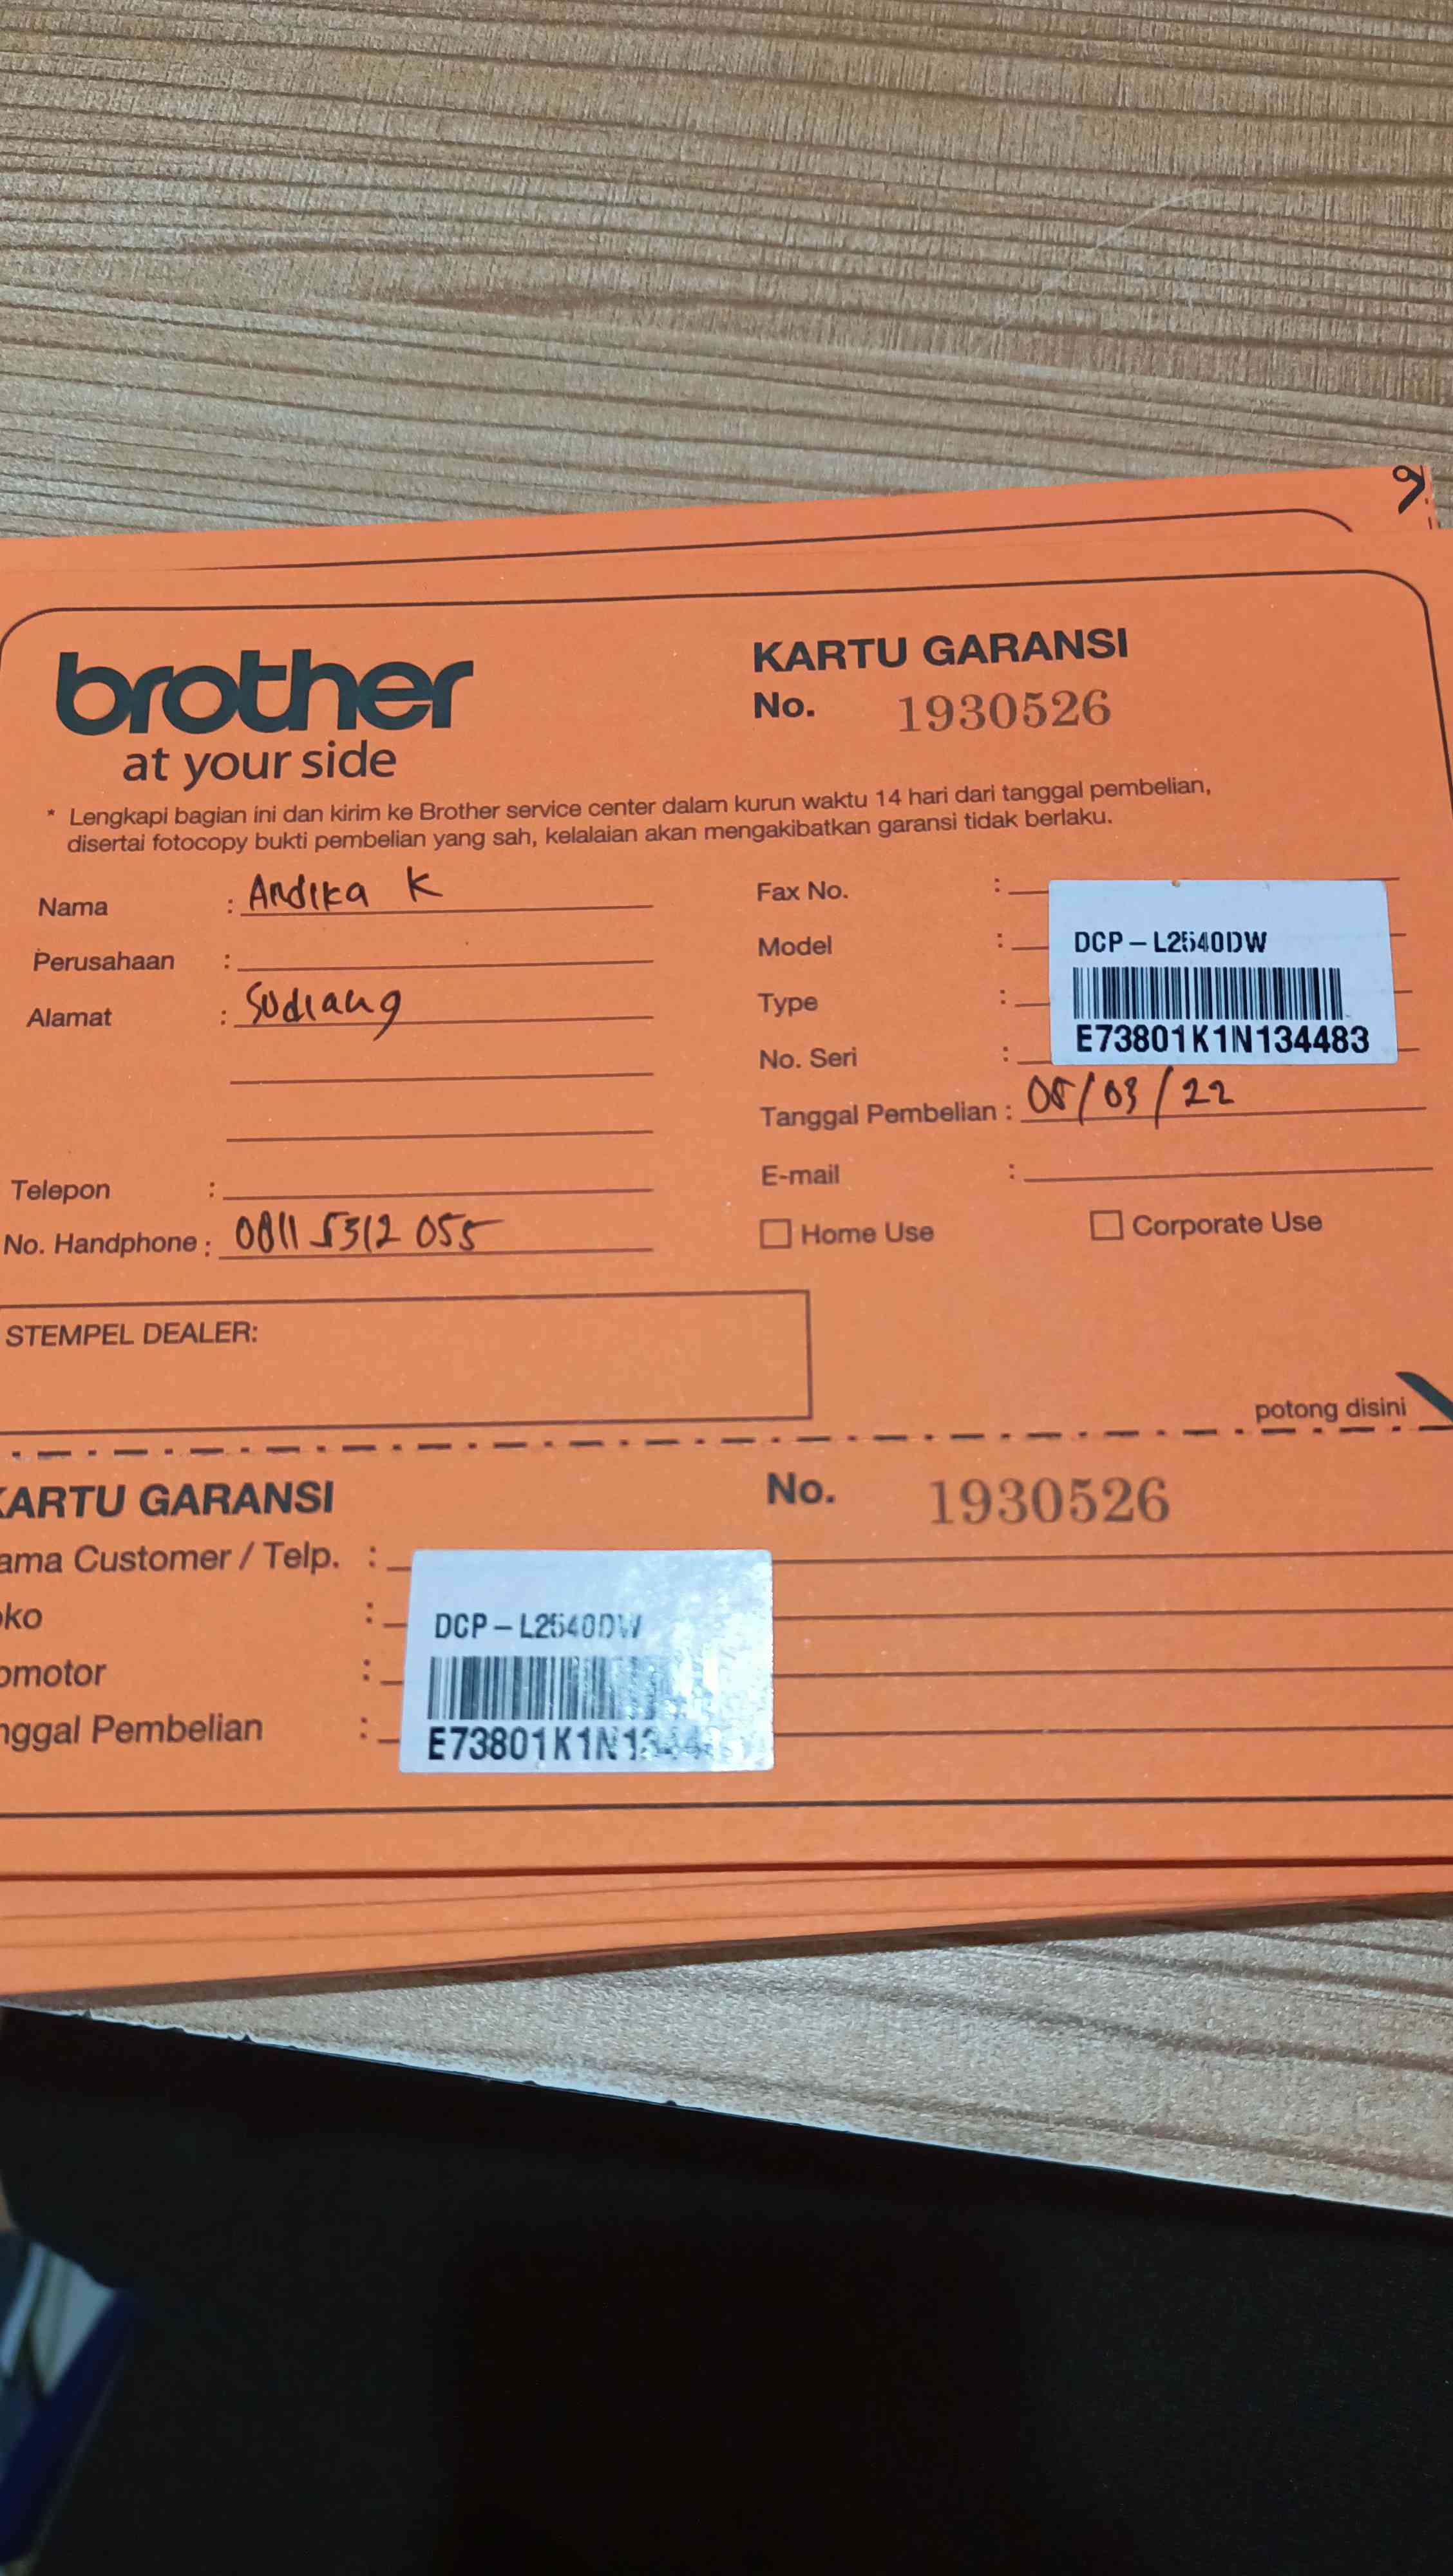 brother
at your side
KARTU GARANSI
No. 1930526
* Lengkapi bagian ini dan kirim ke Brother service center dalam kurun waktu 14 hari dari tanggal pembelian,
disertai fotocopy bukti pembelian yang sah, kelalaian akan mengakibatkan garansi tidak berlaku.
Nama : Andika K
Perusahaan :
Alamat : Sudiang
Telepon :
No. Handphone : 0811 5312 055
Fax No. :
Model : DCP – L2540DW
Type :
No. Seri : E73801K1N134483
Tanggal Pembelian : 08/03/22
E-mail :
Home Use
Corporate Use
STEMPEL DEALER:
potong disini
KARTU GARANSI
No. 1930526
ama Customer / Telp. :
oko :
omotor :
nggal Pembelian :
DCP – L2540DW